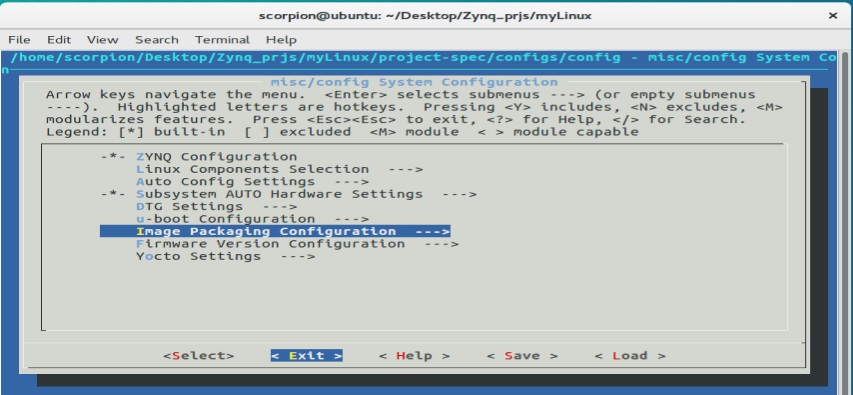 scorpion@ubuntu: ~/Desktop/Zynq_prjs/myLinux ×
File Edit View Search Terminal Help
/home/scorpion/Desktop/Zynq_prjs/myLinux/project-spec/configs/config - misc/config System Co
n
misc/config System Configuration
Arrow keys navigate the menu. <Enter> selects submenus ---> (or empty submenus
----). Highlighted letters are hotkeys. Pressing <Y> includes, <N> excludes, <M>
modularizes features. Press <Esc><Esc> to exit, <?> for Help, </> for Search.
Legend: [*] built-in [ ] excluded <M> module < > module capable
-*- ZYNQ Configuration
Linux Components Selection --->
Auto Config Settings --->
-*- Subsystem AUTO Hardware Settings --->
DTG Settings --->
u-boot Configuration --->
Image Packaging Configuration --->
Firmware Version Configuration --->
Yocto Settings --->
<Select> < Exit > < Help > < Save > < Load >